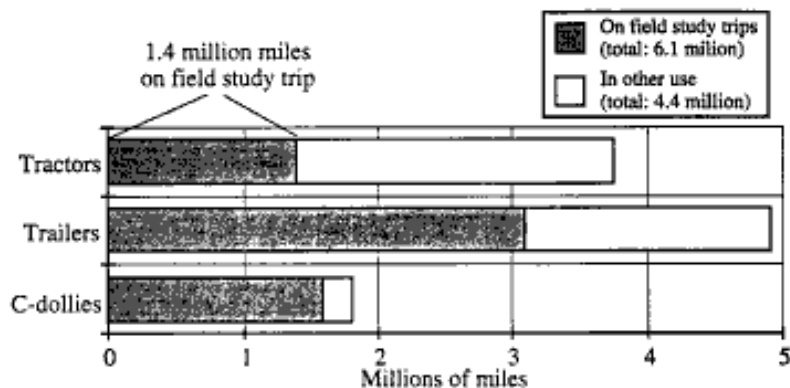 On field study trips
(total: 6.1 milion)
In other use
(total: 4.4 million)
1.4 million miles
on field study trip
Tractors
Trailers
C-dollies
0 1 2 3 4 5
Millions of miles